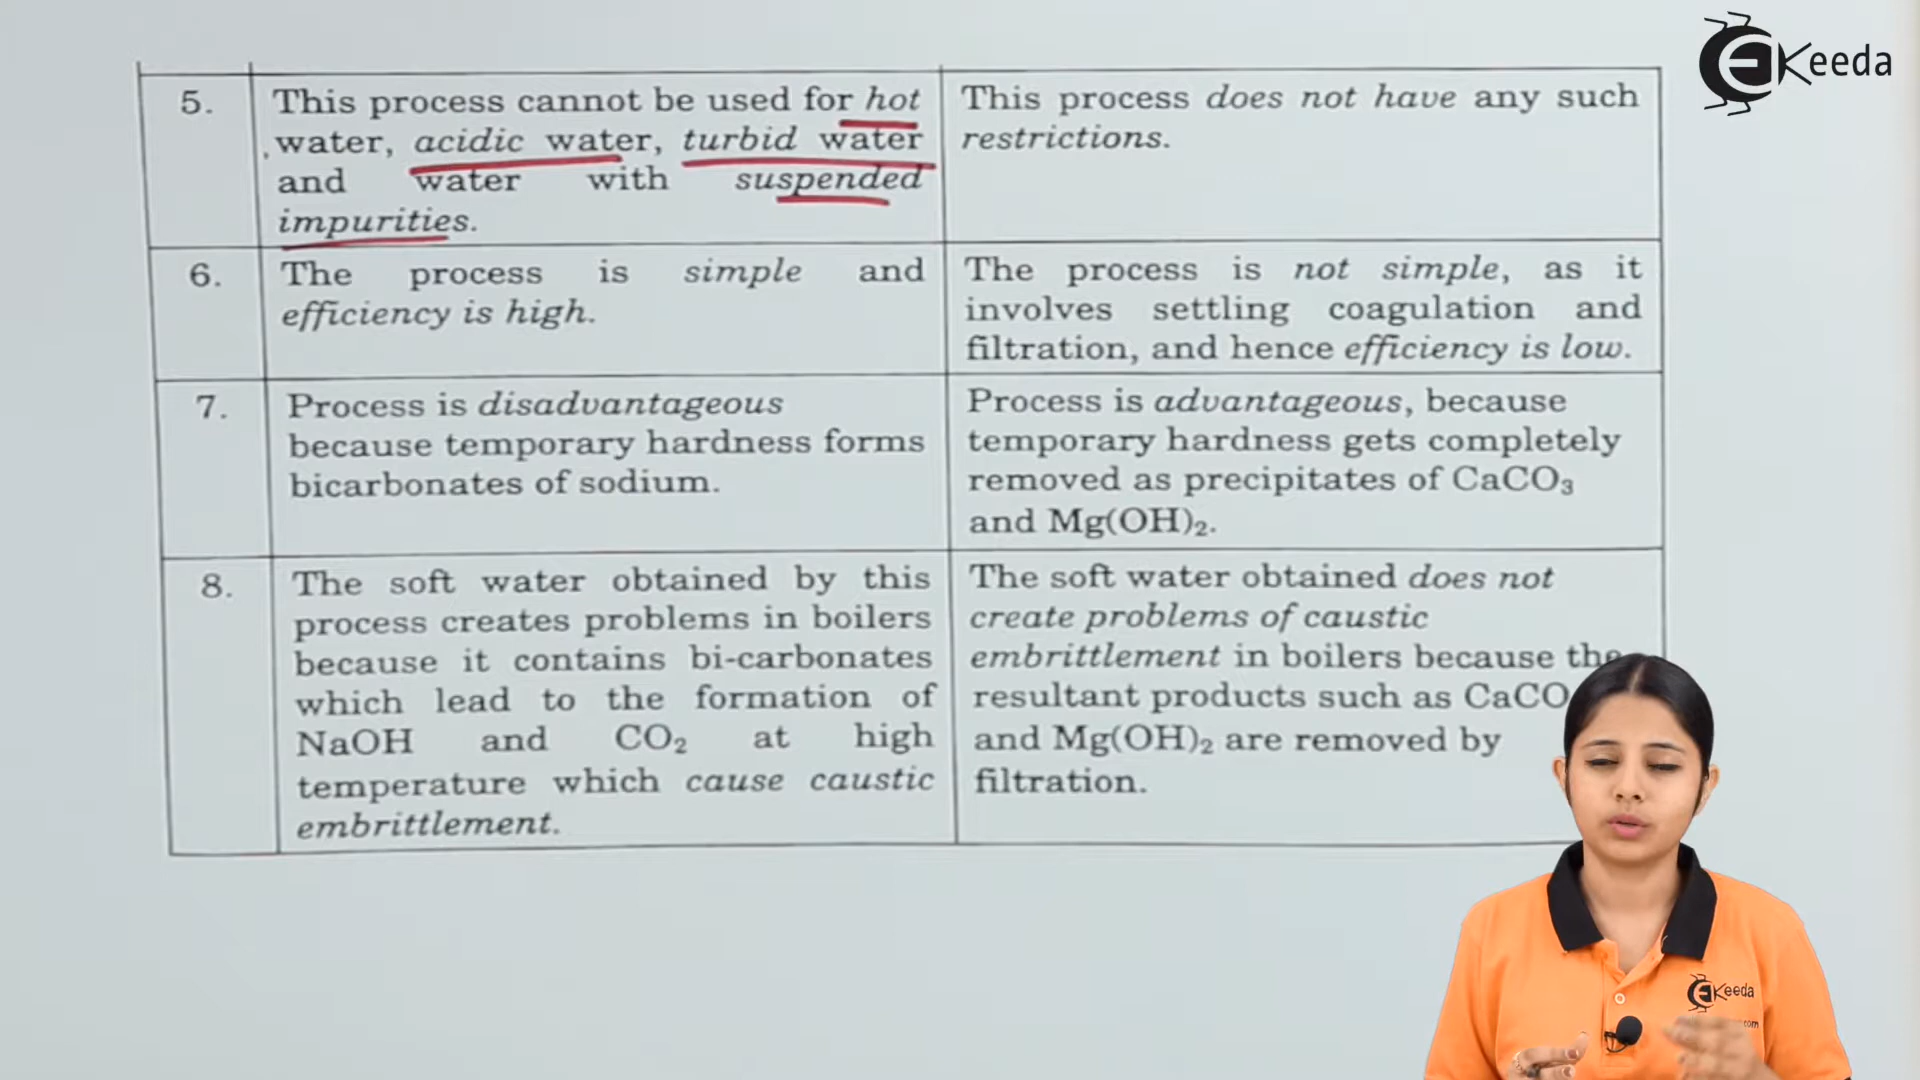 Keeda
5.
This process cannot be used for hot
water, acidic water, turbid water
and water with suspended
impurities.
This process does not have any such
restrictions.
6.
The process is simple and
efficiency is high.
The process is not simple, as it
involves settling coagulation and
filtration, and hence efficiency is low.
7.
Process is disadvantageous
because temporary hardness forms
bicarbonates of sodium.
Process is advantageous, because
temporary hardness gets completely
removed as precipitates of CaCO₃
and Mg(OH)₂.
8.
The soft water obtained by this
process creates problems in boilers
because it contains bi-carbonates
which lead to the formation of
NaOH and CO₂ at high
temperature which cause caustic
embrittlement.
The soft water obtained does not
create problems of caustic
embrittlement in boilers because the
resultant products such as CaCO
and Mg(OH)₂ are removed by
filtration.
Keeda